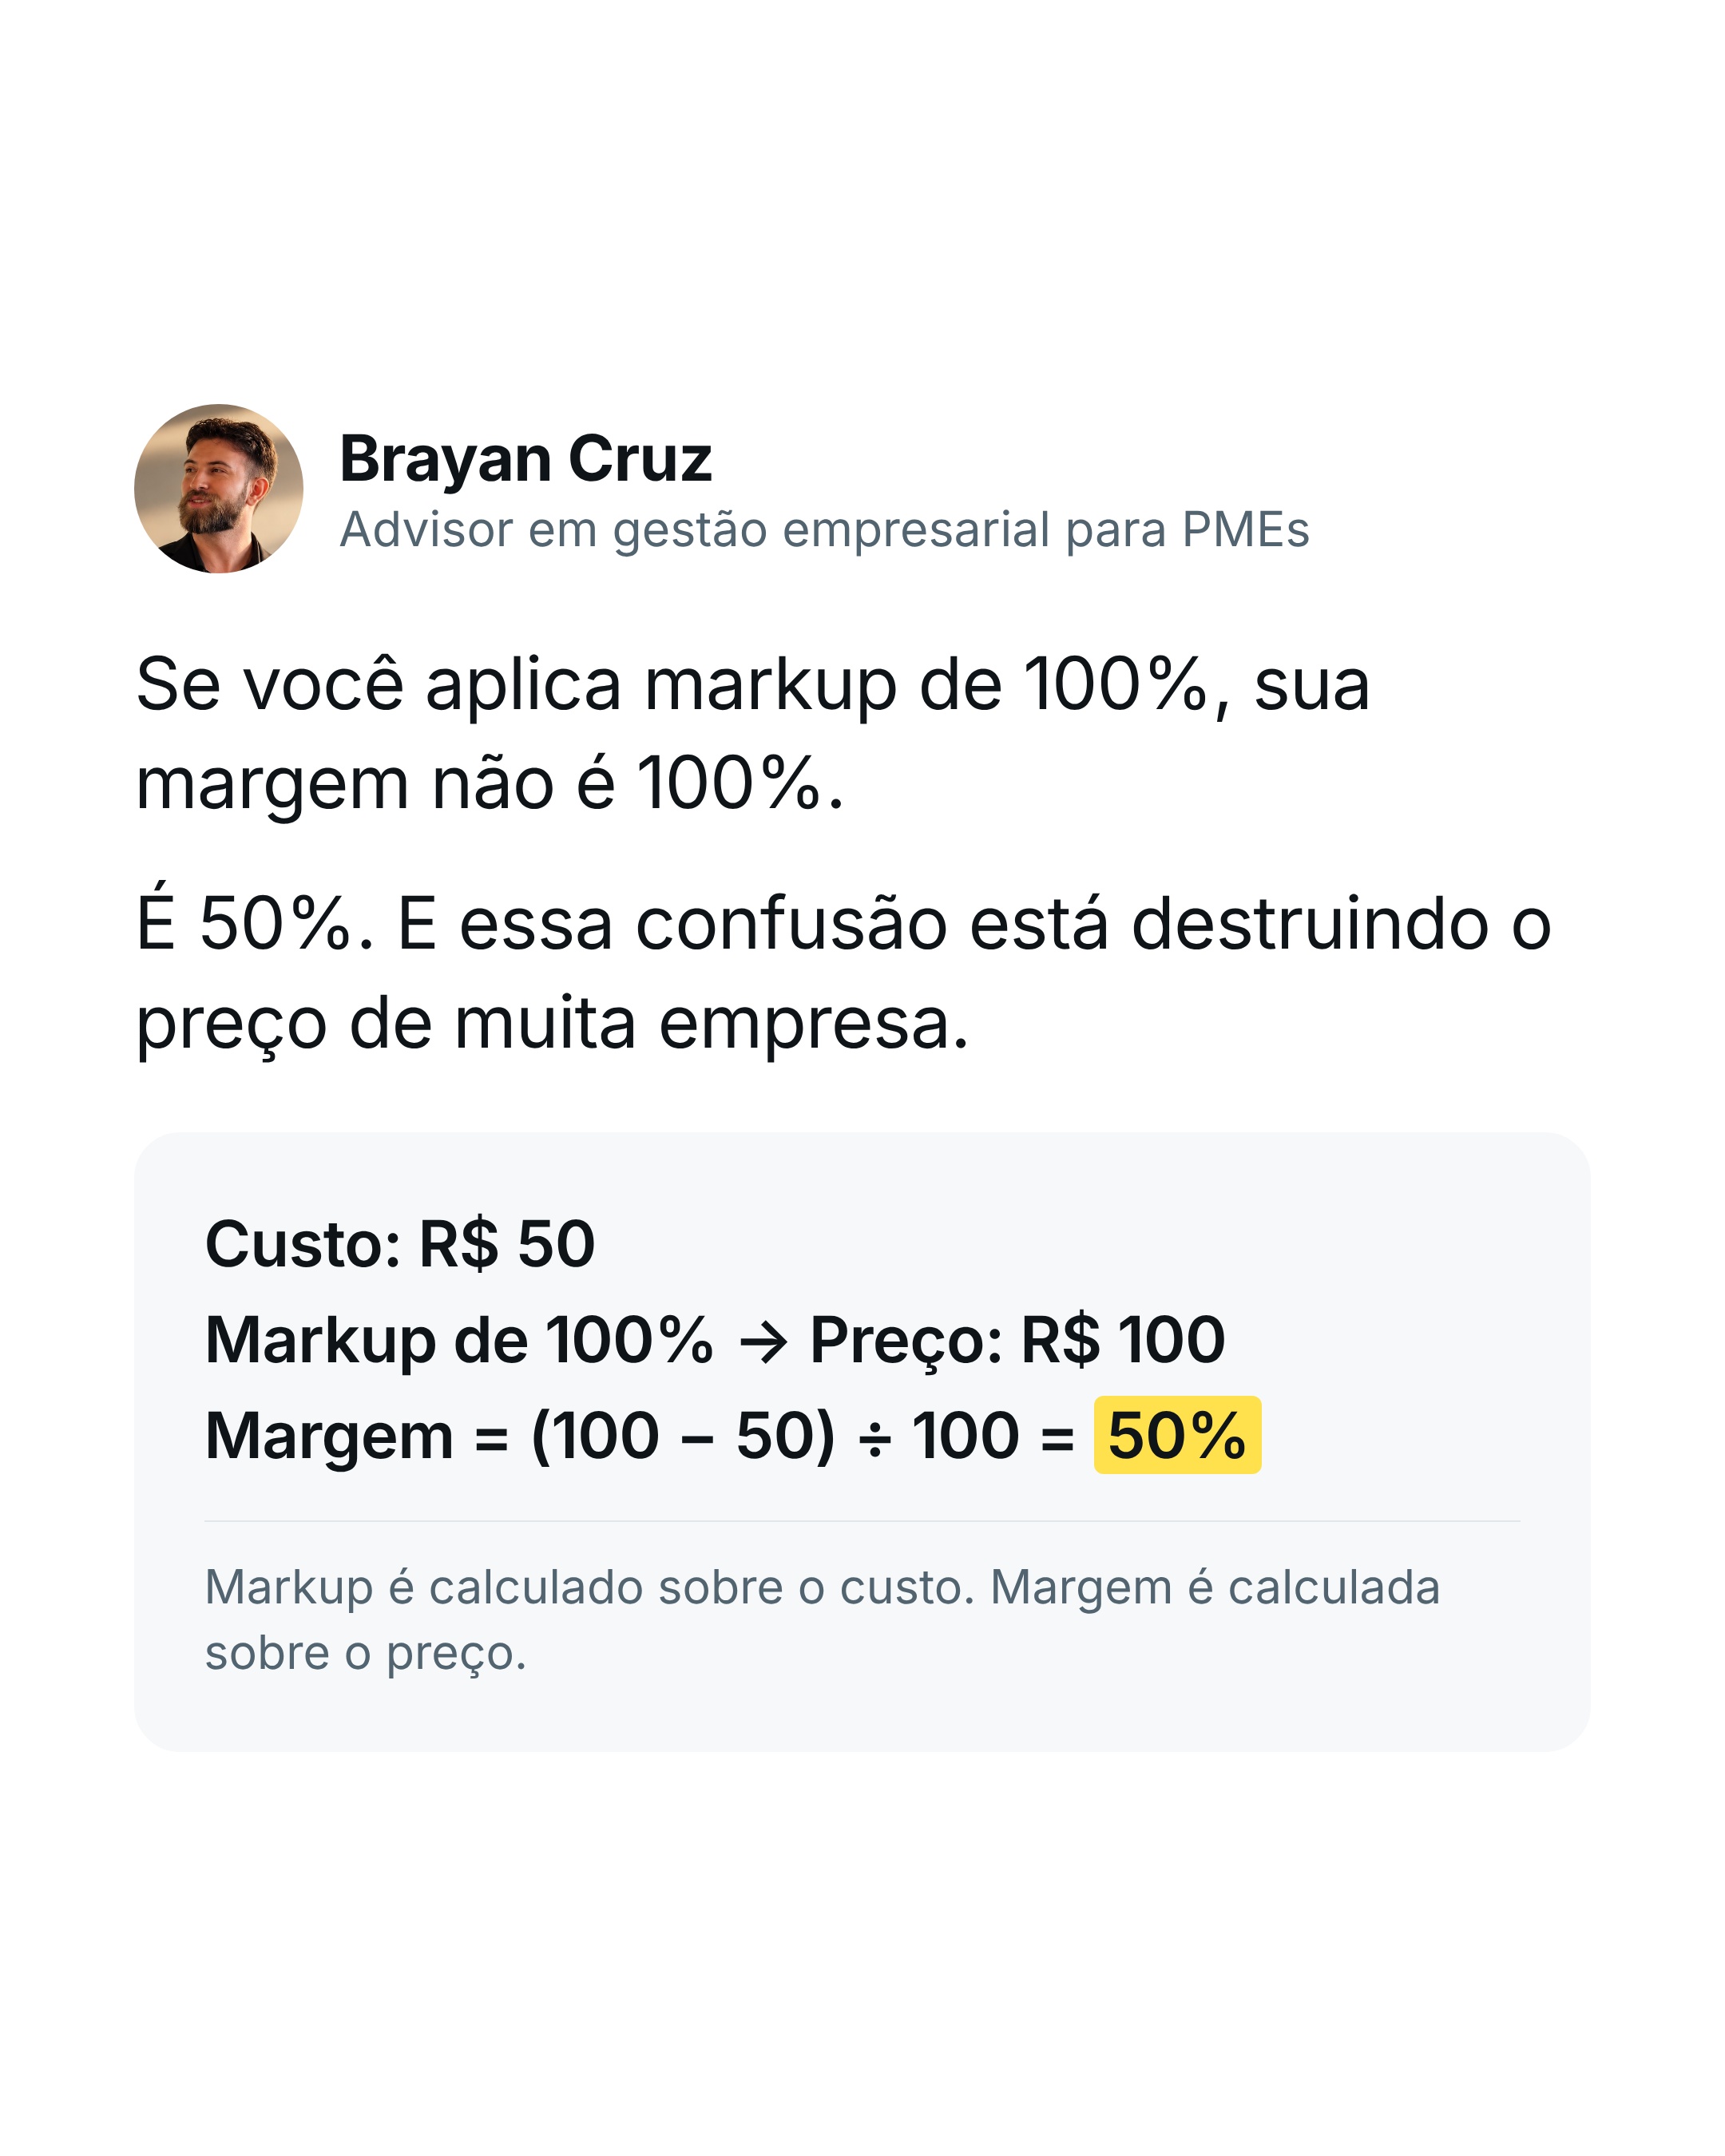 Brayan Cruz
Advisor em gestão empresarial para PMEs
Se você aplica markup de 100%, sua
margem não é 100%.
É 50%. E essa confusão está destruindo o
preço de muita empresa.
Custo: R$ 50
Markup de 100% → Preço: R$ 100
Margem = (100 – 50) ÷ 100 = 50%
Markup é calculado sobre o custo. Margem é calculada
sobre o preço.